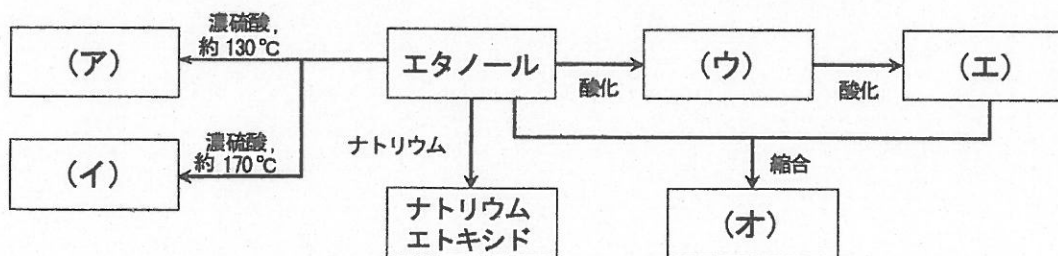 濃硫酸,
約130℃
(ア)
エタノール
酸化
(ウ)
酸化
(エ)
濃硫酸,
約170℃
(イ)
ナトリウム
縮合
ナトリウム
エトキシド
(オ)